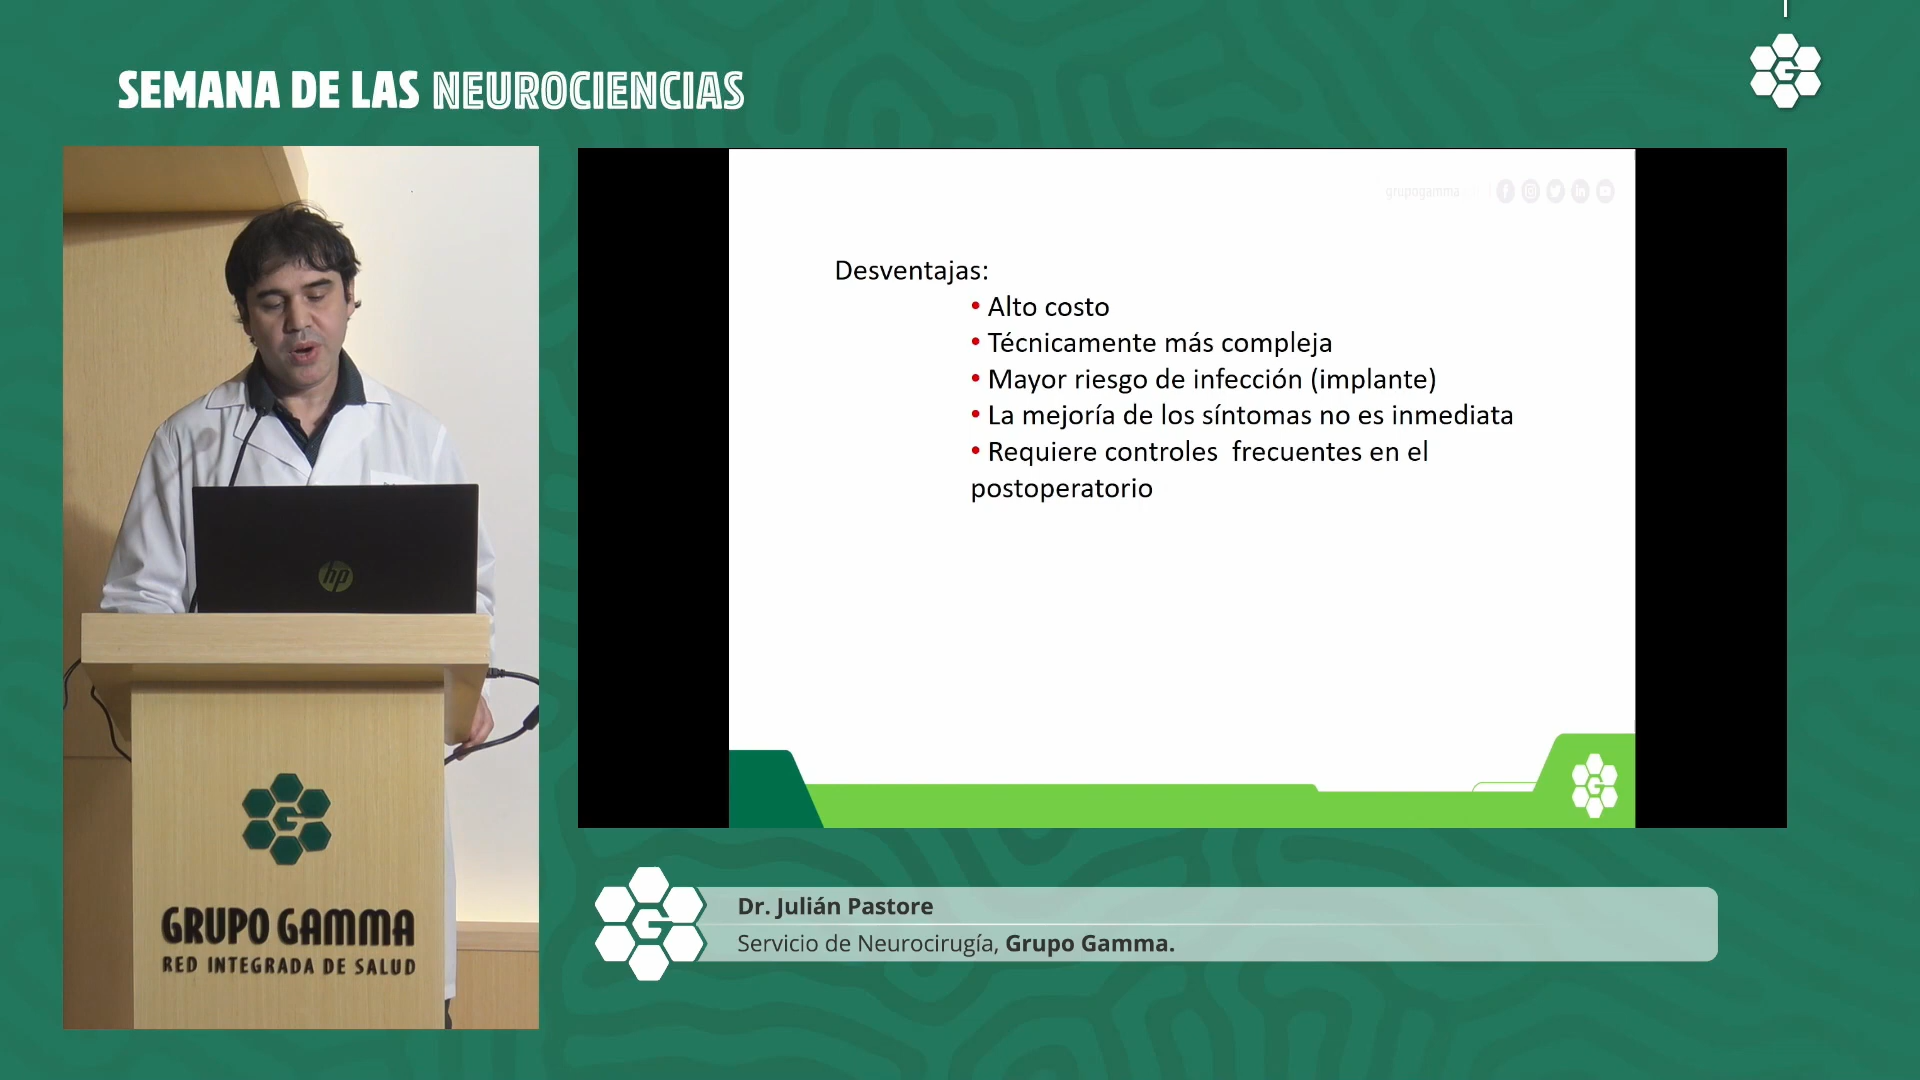 SEMANA DE LAS NEUROCIENCIAS
grupogamma
Desventajas:
• Alto costo
• Técnicamente más compleja
• Mayor riesgo de infección (implante)
• La mejoría de los síntomas no es inmediata
• Requiere controles  frecuentes en el
postoperatorio
hp
GRUPO GAMMA
RED INTEGRADA DE SALUD
Dr. Julián Pastore
Servicio de Neurocirugía, Grupo Gamma.